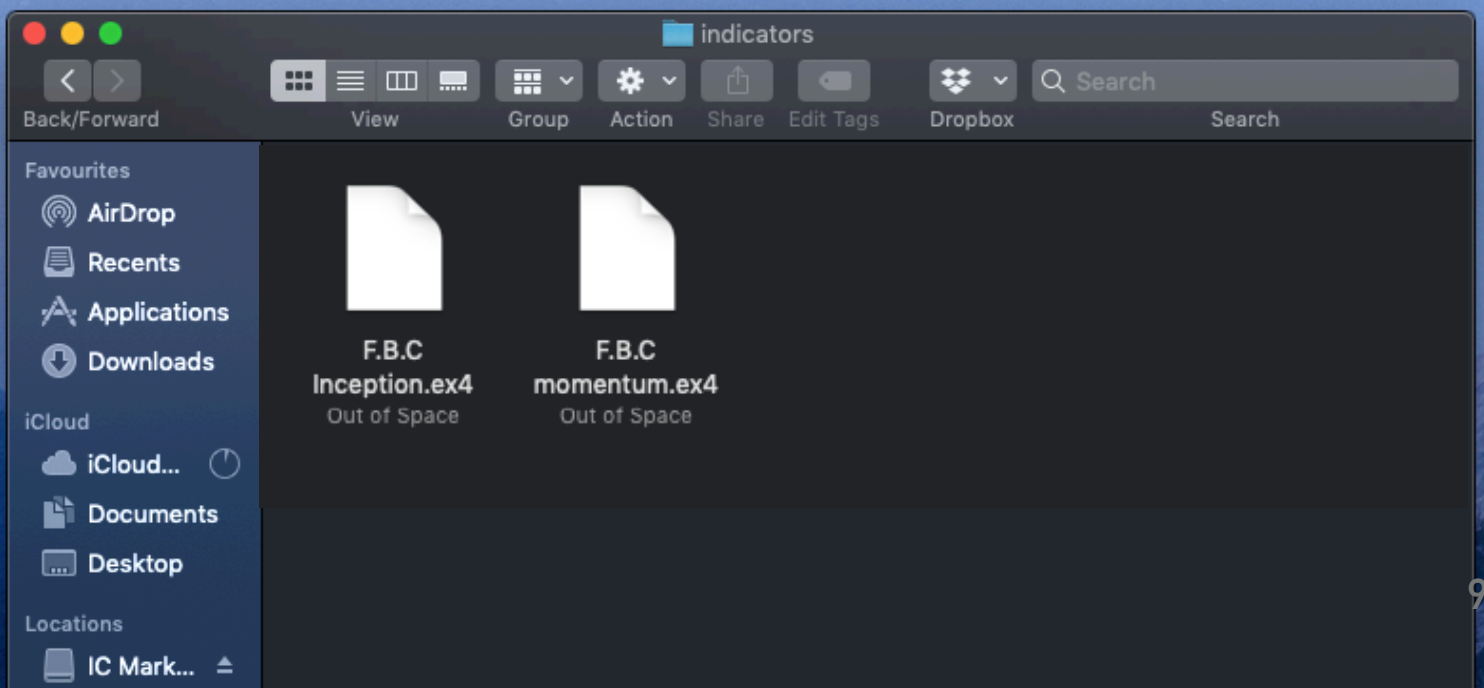 indicators
Search
Back/Forward
View
Group
Action
Share
Edit Tags
Dropbox
Search
Favourites
AirDrop
Recents
Applications
Downloads
iCloud
iCloud...
Documents
Desktop
Locations
IC Mark...
F.B.C
Inception.ex4
Out of Space
F.B.C
momentum.ex4
Out of Space
9